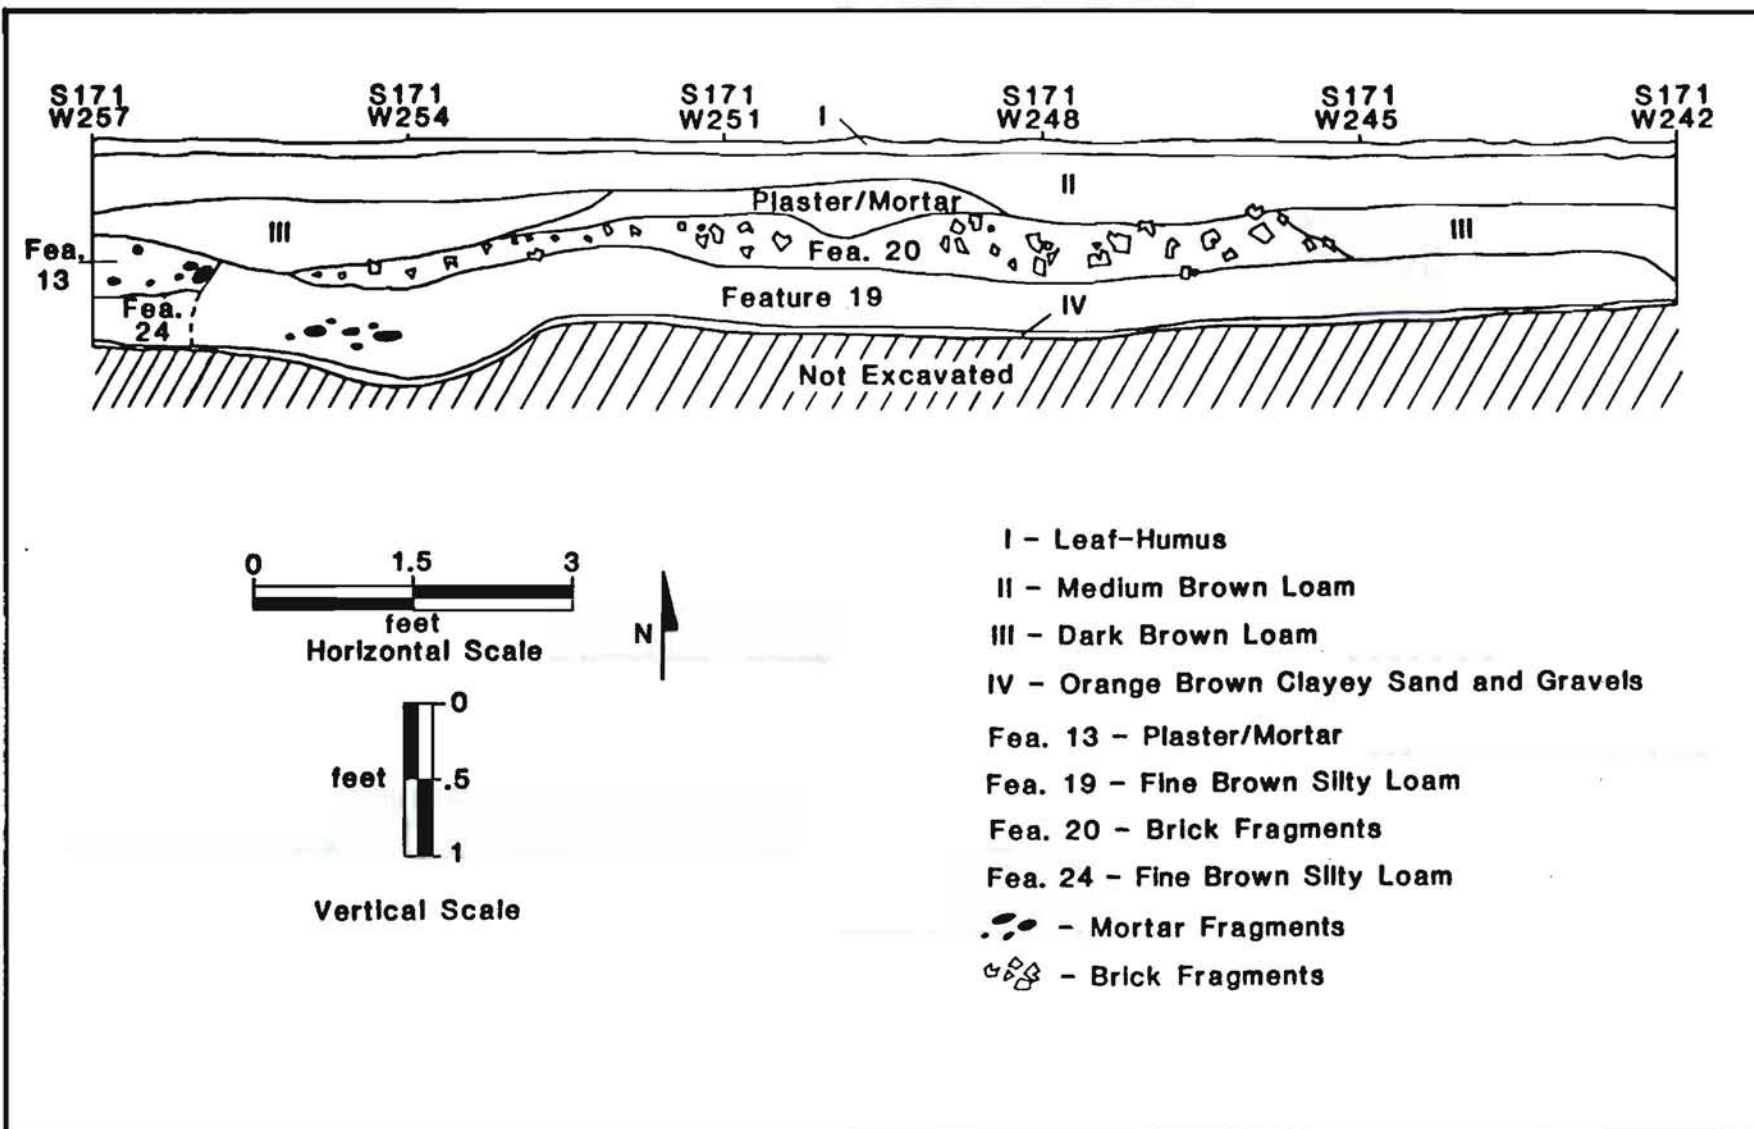 S171 S171 S171 S171 S171 S171
W257 W254 W251 I W248 W245 W242
II
Plaster/Mortar
III III
Fea. 13
Fea. 20
Feature 19 IV
Fea. 24
Not Excavated
0 1.5 3
feet
Horizontal Scale
N
0
feet .5
1
Vertical Scale
I - Leaf-Humus
II - Medium Brown Loam
III - Dark Brown Loam
IV - Orange Brown Clayey Sand and Gravels
Fea. 13 - Plaster/Mortar
Fea. 19 - Fine Brown Silty Loam
Fea. 20 - Brick Fragments
Fea. 24 - Fine Brown Silty Loam
- Mortar Fragments
- Brick Fragments